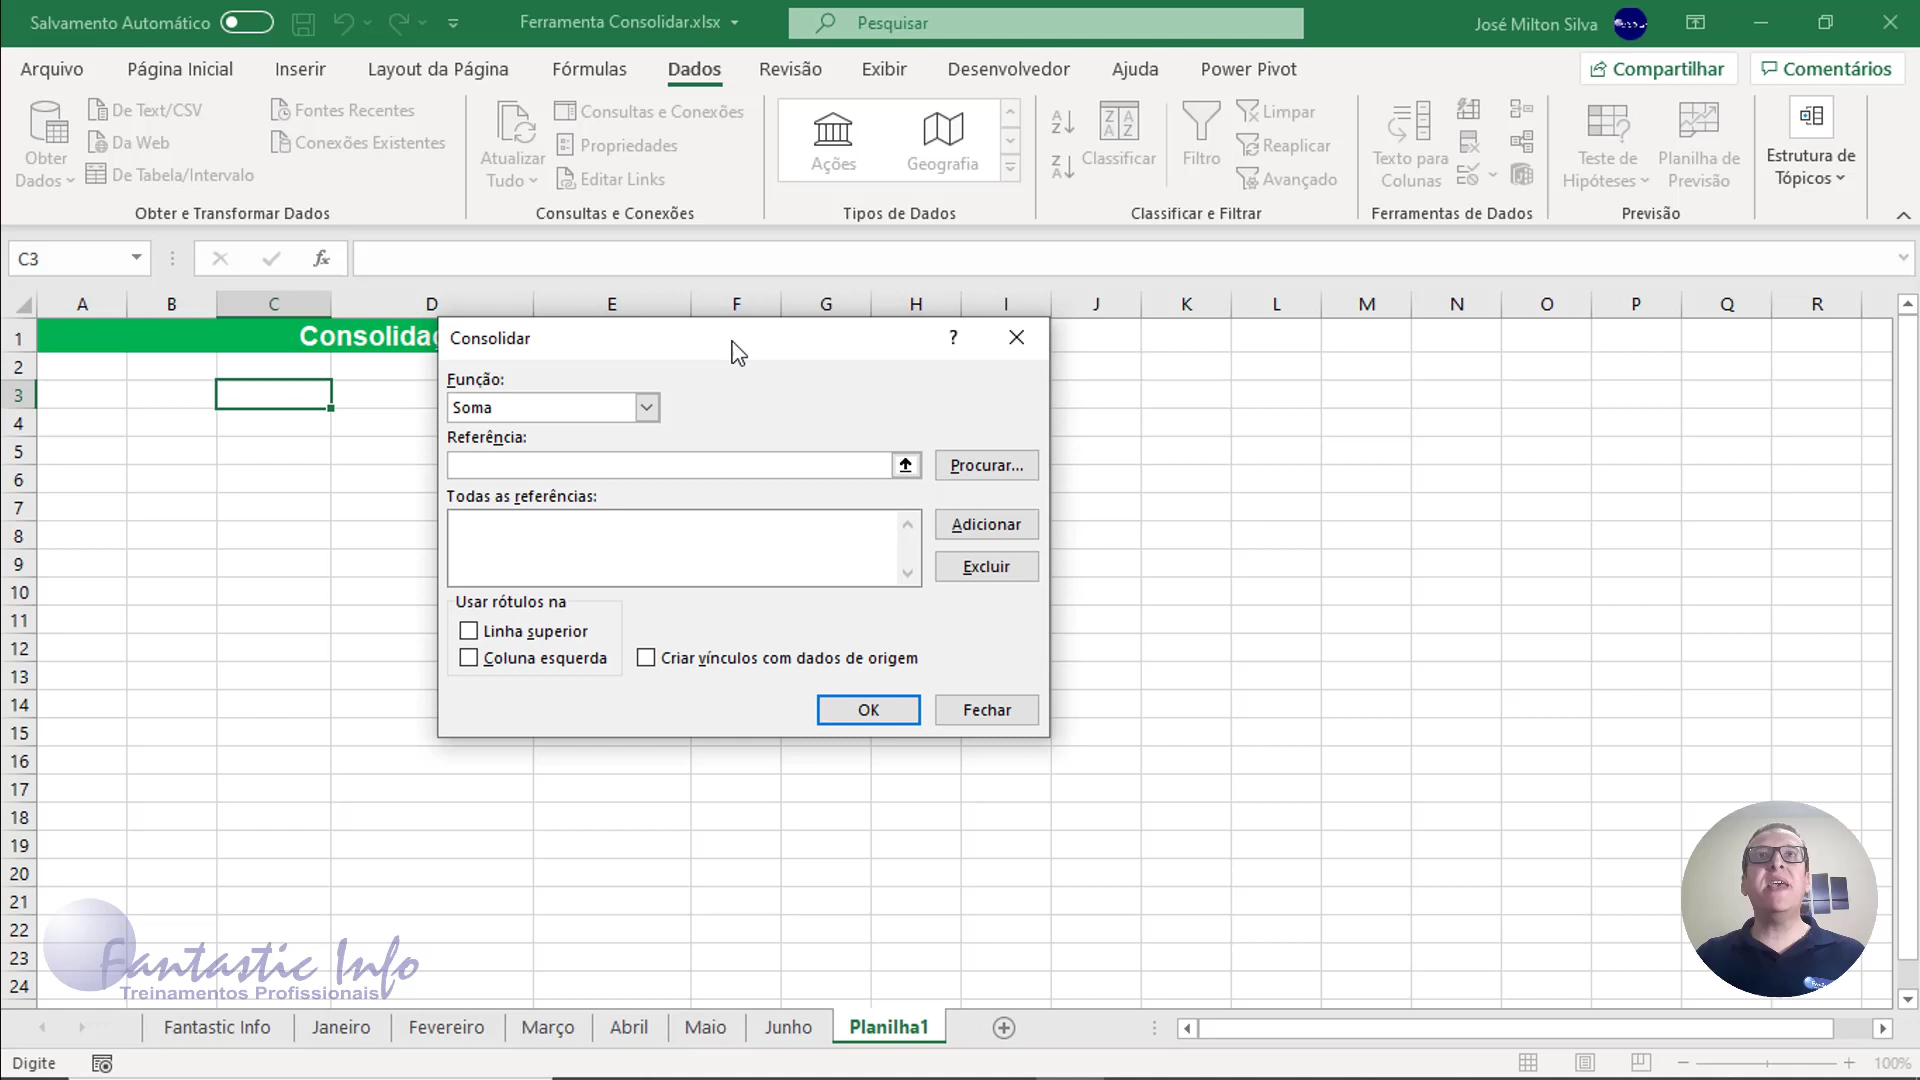 Salvamento Automático
Ferramenta Consolidar.xlsx
Pesquisar
José Milton Silva
Arquivo
Página Inicial
Inserir
Layout da Página
Fórmulas
Dados
Revisão
Exibir
Desenvolvedor
Ajuda
Power Pivot
Compartilhar
Comentários
Obter
Dados
De Text/CSV
Da Web
De Tabela/Intervalo
Fontes Recentes
Conexões Existentes
Obter e Transformar Dados
Atualizar
Tudo
Consultas e Conexões
Propriedades
Editar Links
Consultas e Conexões
Ações
Geografia
Tipos de Dados
Classificar
Filtro
Limpar
Reaplicar
Avançado
Classificar e Filtrar
Texto para
Colunas
Ferramentas de Dados
Teste de
Hipóteses
Planilha de
Previsão
Previsão
Estrutura de
Tópicos
C3
fx
A B C D E F G H I J K L M N O P Q R
1
2
3
4
5
6
7
8
9
10
11
12
13
14
15
16
17
18
19
20
21
22
23
24
Consolidar
?
Função:
Soma
Referência:
Procurar...
Todas as referências:
Adicionar
Excluir
Usar rótulos na
Linha superior
Coluna esquerda
Criar vínculos com dados de origem
OK
Fechar
Fantastic Info
Treinamentos Profissionais
Fantastic Info
Janeiro
Fevereiro
Março
Abril
Maio
Junho
Planilha1
Digite
100%